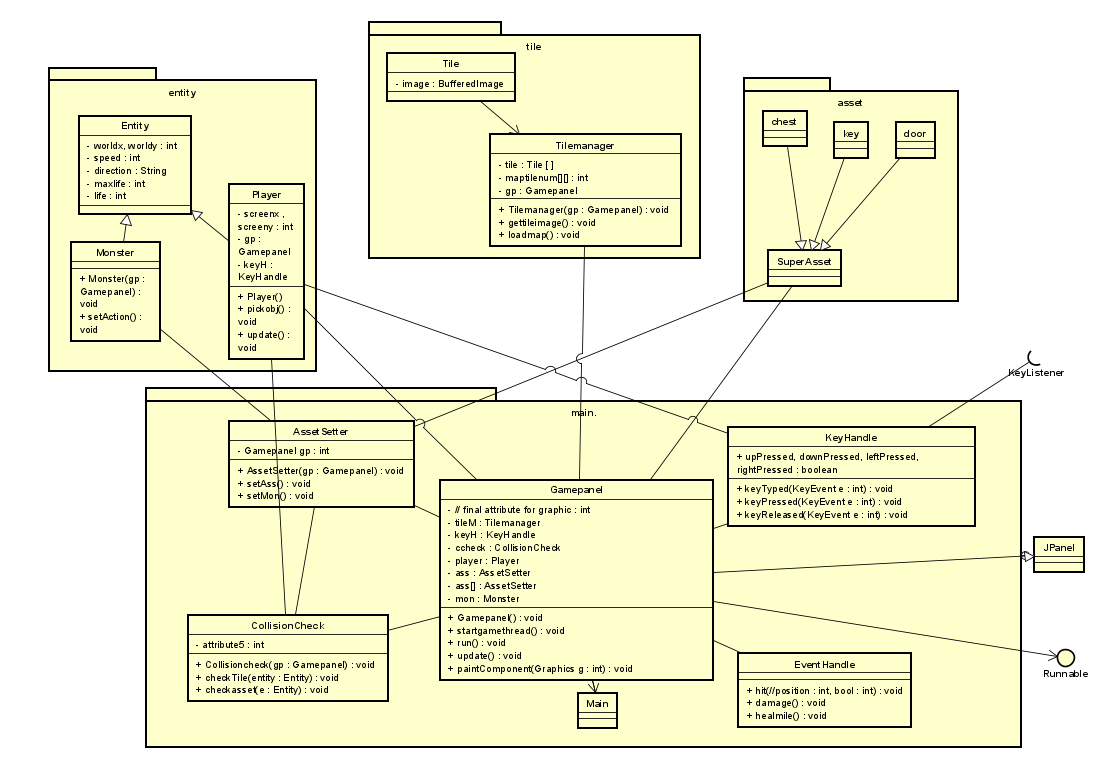 tile
Tile
- image : BufferedImage
Tilemanager
- tile : Tile [ ]
- maptilenum[][] : int
- gp : Gamepanel
+ Tilemanager(gp : Gamepanel) : void
+ gettileimage() : void
+ loadmap() : void
entity
Entity
- worldx, worldy : int
- speed : int
- direction : String
- maxlife : int
- life : int
Player
- screenx ,
screeny : int
- gp :
Gamepanel
- keyH :
KeyHandle
+ Player()
+ pickobj() :
void
+ update() :
void
Monster
+ Monster(gp :
Gamepanel) :
void
+ setAction() :
void
asset
chest
key
door
SuperAsset
KeyListener
main.
AssetSetter
- Gamepanel gp : int
+ AssetSetter(gp : Gamepanel) : void
+ setAss() : void
+ setMon() : void
KeyHandle
+ upPressed, downPressed, leftPressed,
rightPressed : boolean
+ keyTyped(KeyEvent e : int) : void
+ keyPressed(KeyEvent e : int) : void
+ keyReleased(KeyEvent e : int) : void
Gamepanel
- // final attribute for graphic : int
- tileM : Tilemanager
- keyH : KeyHandle
- ccheck : CollisionCheck
- player : Player
- ass : AssetSetter
- ass[] : AssetSetter
- mon : Monster
+ Gamepanel() : void
+ startgamethread() : void
+ run() : void
+ update() : void
+ paintComponent(Graphics g : int) : void
JPanel
CollisionCheck
- attribute5 : int
+ Collisioncheck(gp : Gamepanel) : void
+ checkTile(entity : Entity) : void
+ checkasset(e : Entity) : void
Main
EventHandle
+ hit(//position : int, bool : int) : void
+ damage() : void
+ healmile() : void
Runnable